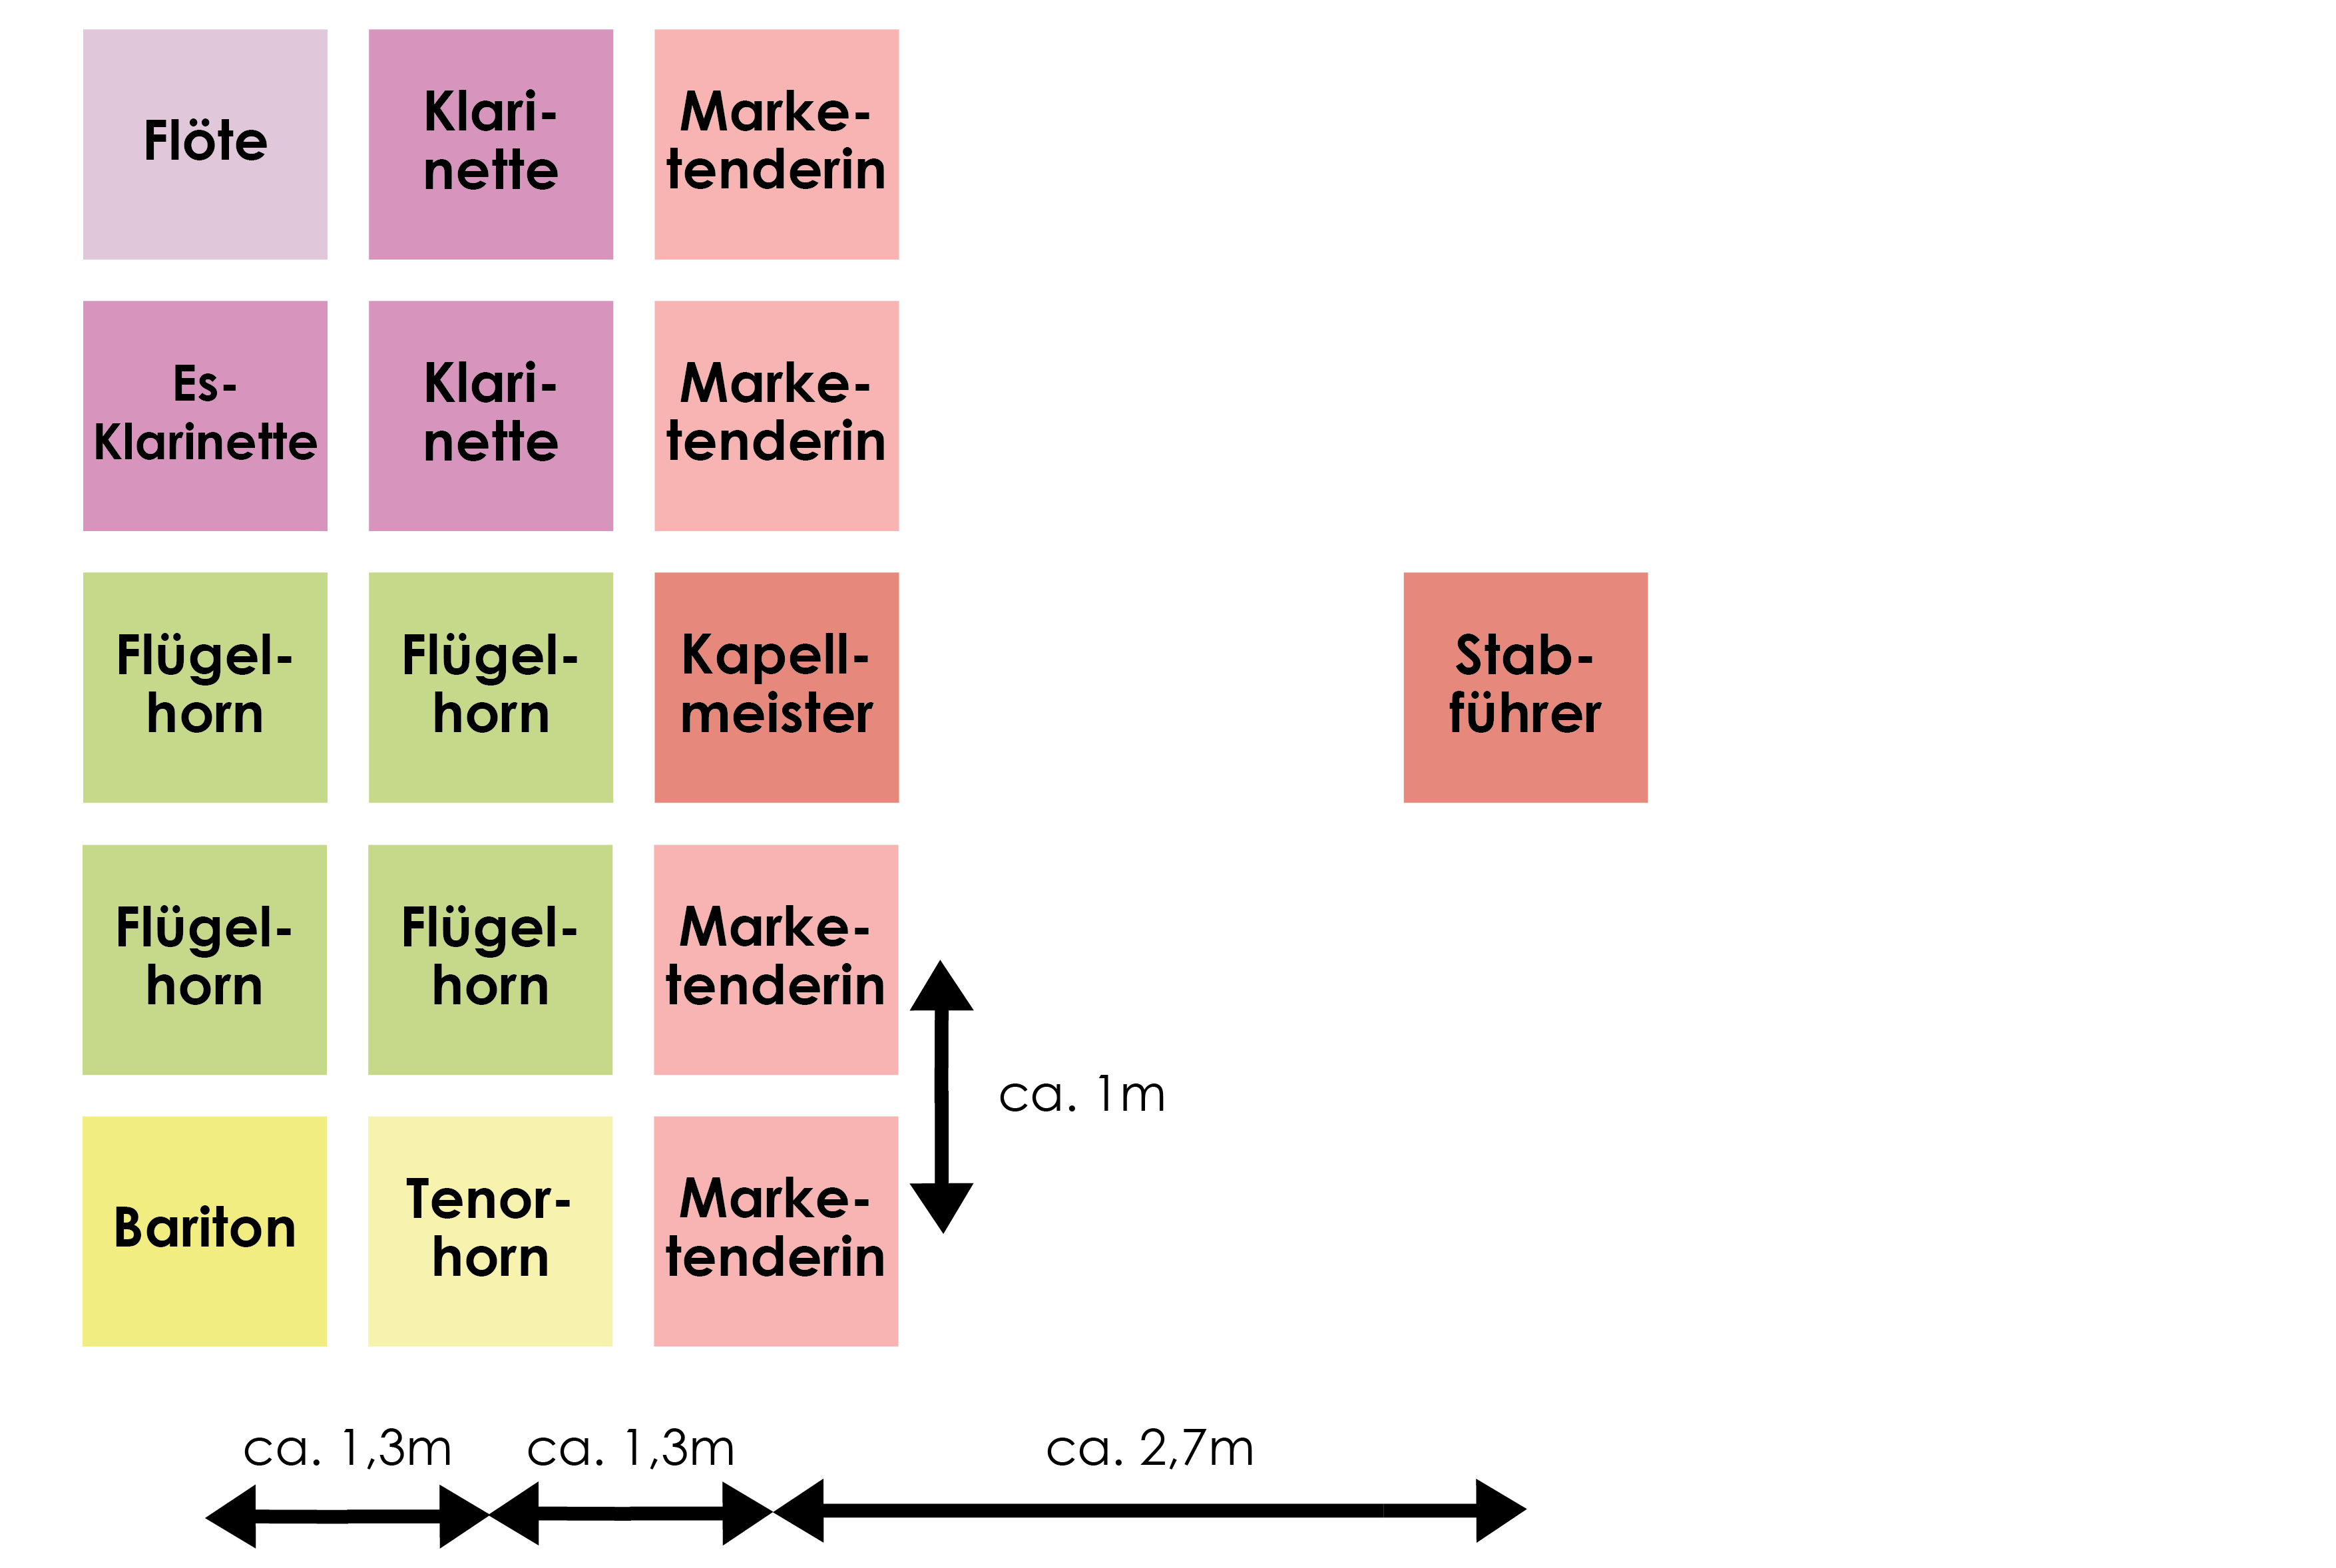 Flöte
Klari-
nette
Marke-
tenderin
Es-
Klarinette
Klari-
nette
Marke-
tenderin
Flügel-
horn
Flügel-
horn
Kapell-
meister
Stab-
führer
Flügel-
horn
Flügel-
horn
Marke-
tenderin
ca. 1m
Bariton
Tenor-
horn
Marke-
tenderin
ca. 1,3m
ca. 1,3m
ca. 2,7m